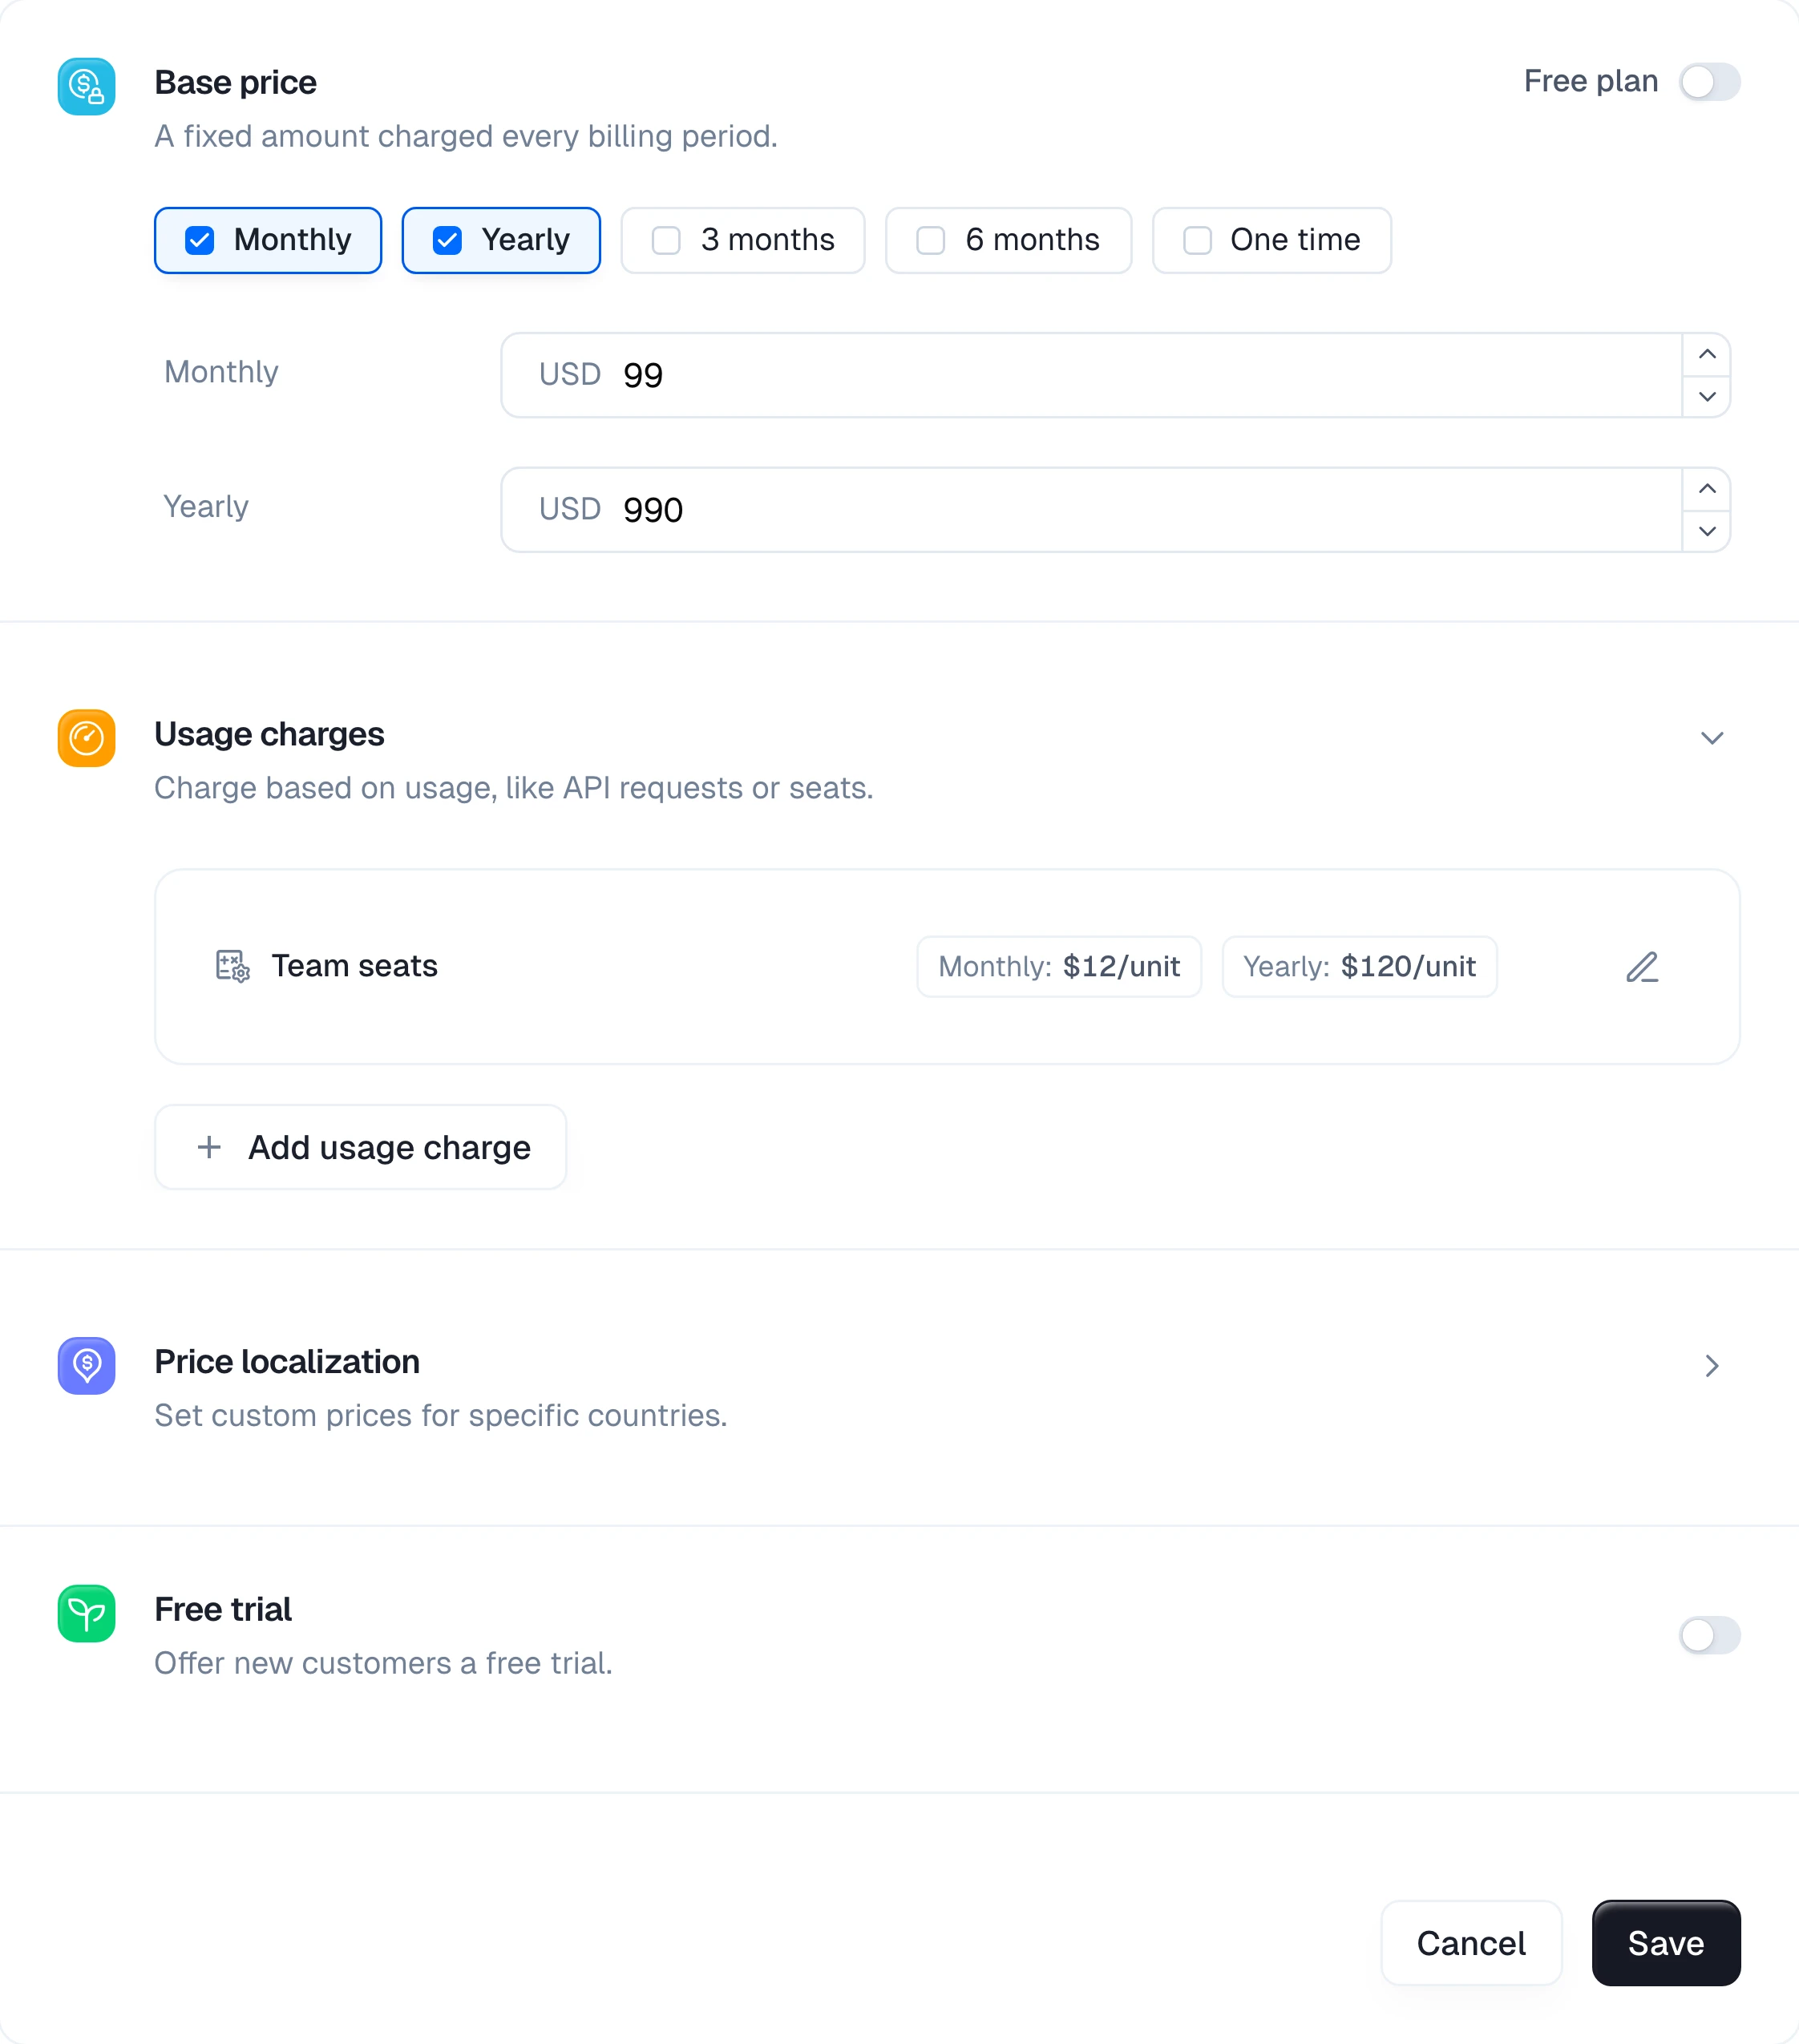 Base price
Free plan
A fixed amount charged every billing period.
Monthly
Yearly
3 months
6 months
One time
Monthly
USD 99
Yearly
USD 990
Usage charges
Charge based on usage, like API requests or seats.
Team seats
Monthly: $12/unit
Yearly: $120/unit
Add usage charge
Price localization
Set custom prices for specific countries.
Free trial
Offer new customers a free trial.
Cancel
Save